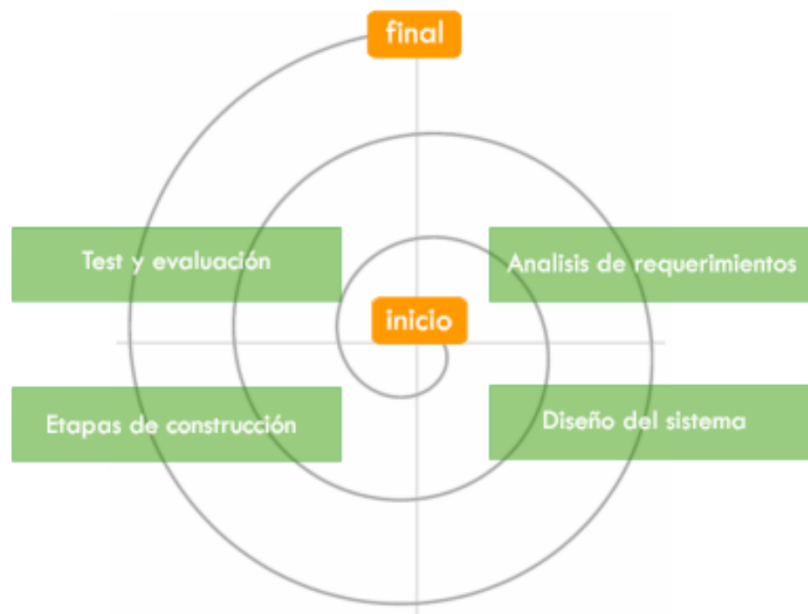 final
Test y evaluación
Analisis de requerimientos
inicio
Etapas de construcción
Diseño del sistema